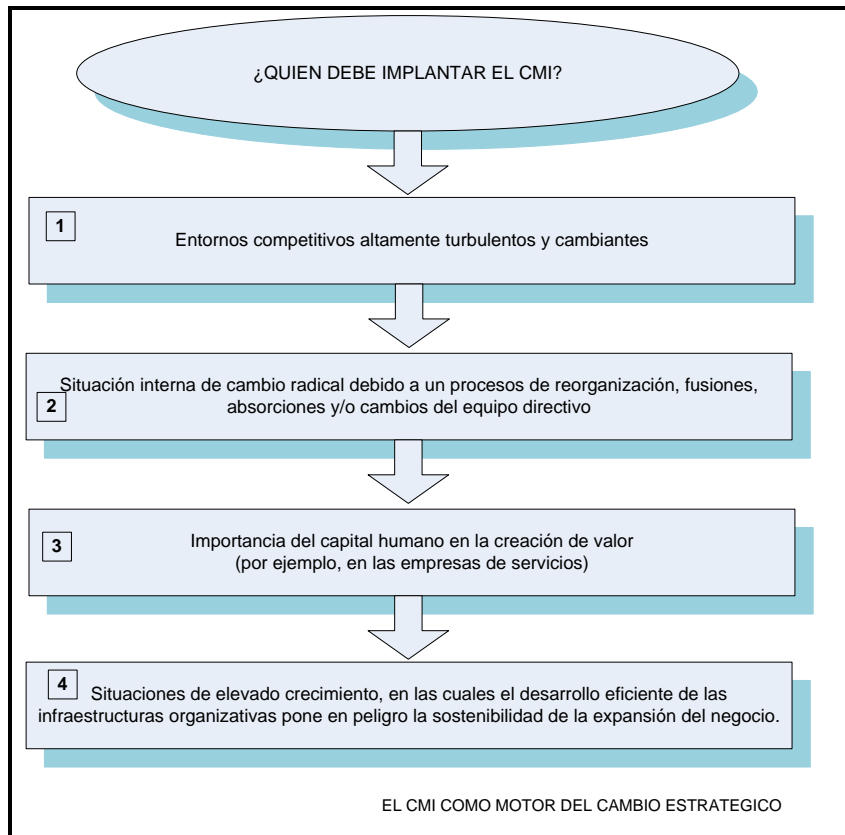 ¿QUIEN DEBE IMPLANTAR EL CMI?
1
Entornos competitivos altamente turbulentos y cambiantes
Situación interna de cambio radical debido a un procesos de reorganización, fusiones,
2
absorciones y/o cambios del equipo directivo
3
Importancia del capital humano en la creación de valor
(por ejemplo, en las empresas de servicios)
4
Situaciones de elevado crecimiento, en las cuales el desarrollo eficiente de las
infraestructuras organizativas pone en peligro la sostenibilidad de la expansión del negocio.
EL CMI COMO MOTOR DEL CAMBIO ESTRATEGICO